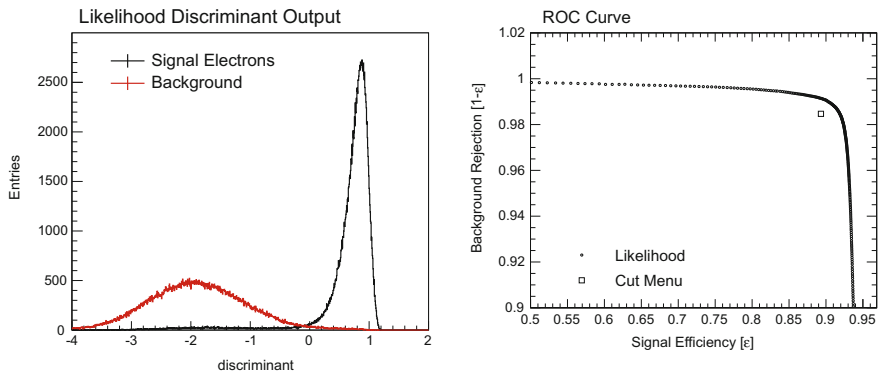 Likelihood Discriminant Output
Entries
2500
2000
1500
1000
500
0
Signal Electrons
Background
-4 -3 -2 -1 0 1 2
discriminant
ROC Curve
Background Rejection [1-ε]
1.02
1
0.98
0.96
0.94
0.92
0.9
Likelihood
Cut Menu
0.5 0.55 0.6 0.65 0.7 0.75 0.8 0.85 0.9 0.95
Signal Efficiency [ε]